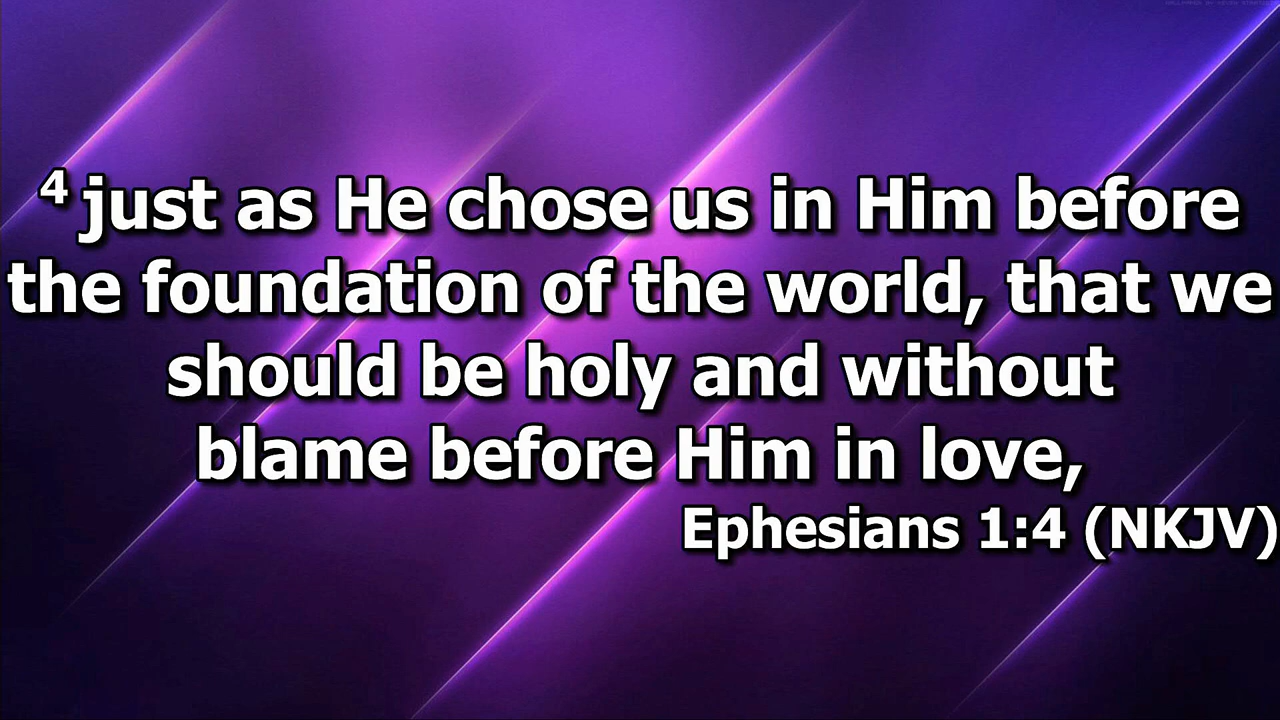 4 just as He chose us in Him before
the foundation of the world, that we
should be holy and without
blame before Him in love,
Ephesians 1:4 (NKJV)